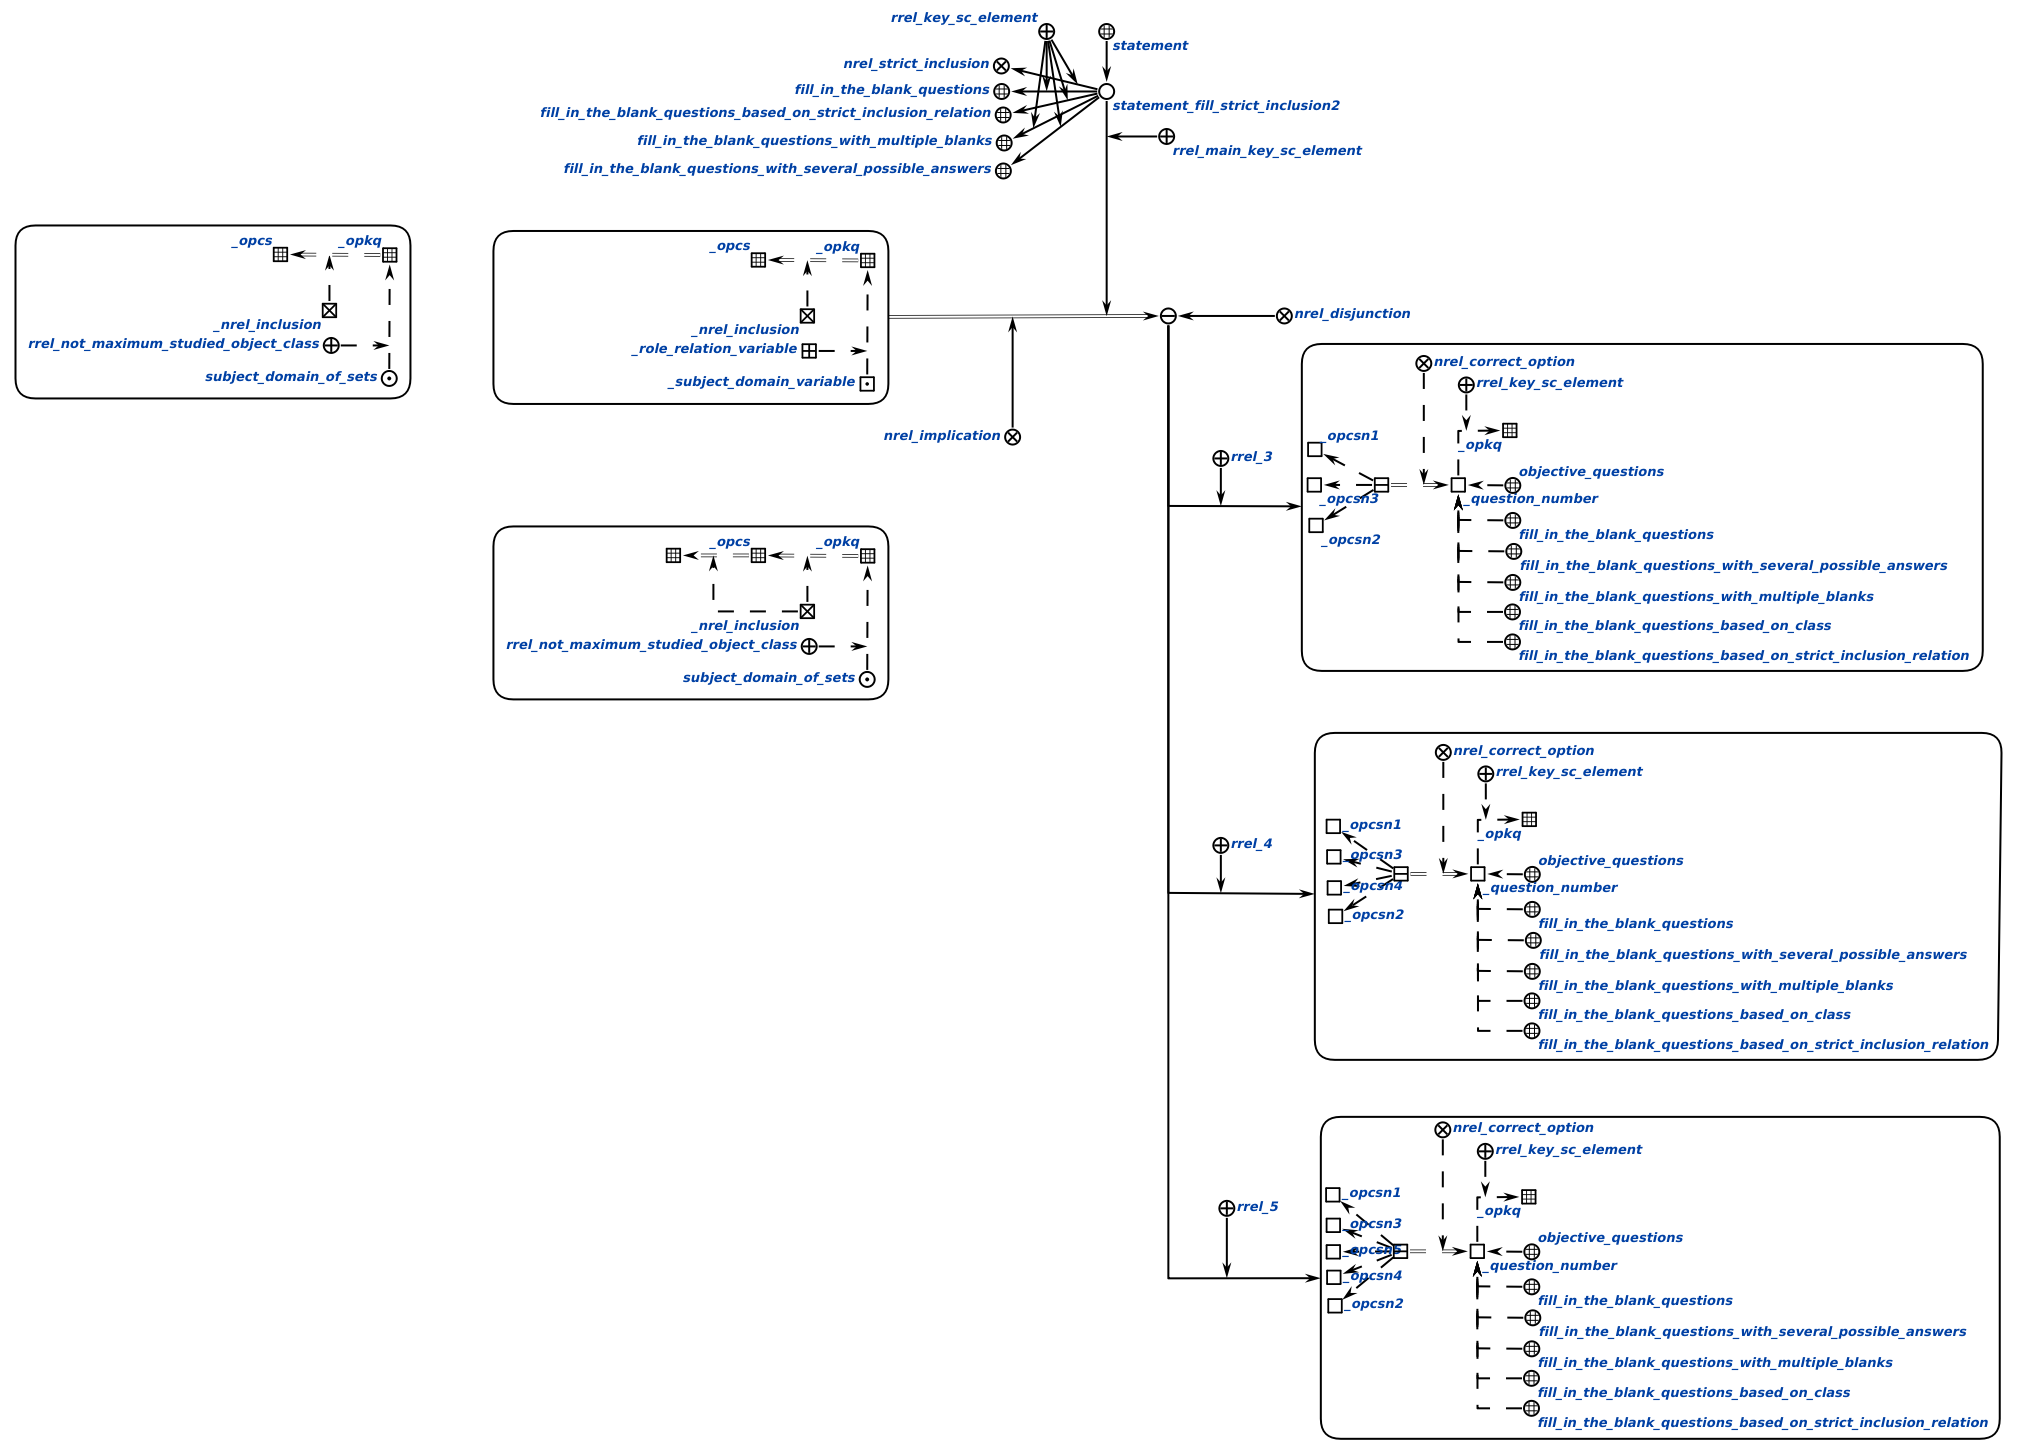 rrel_key_sc_element
statement
nrel_strict_inclusion
fill_in_the_blank_questions
statement_fill_strict_inclusion2
fill_in_the_blank_questions_based_on_strict_inclusion_relation
fill_in_the_blank_questions_with_multiple_blanks
rrel_main_key_sc_element
fill_in_the_blank_questions_with_several_possible_answers
_opcs
_opkq
_nrel_inclusion
rrel_not_maximum_studied_object_class
subject_domain_of_sets
_opcs
_opkq
_nrel_inclusion
_role_relation_variable
_subject_domain_variable
nrel_disjunction
nrel_implication
_opcs
_opkq
_nrel_inclusion
rrel_not_maximum_studied_object_class
subject_domain_of_sets
rrel_3
nrel_correct_option
rrel_key_sc_element
_opcsn1
_opkq
objective_questions
_opcsn3
_question_number
_opcsn2
fill_in_the_blank_questions
fill_in_the_blank_questions_with_several_possible_answers
fill_in_the_blank_questions_with_multiple_blanks
fill_in_the_blank_questions_based_on_class
fill_in_the_blank_questions_based_on_strict_inclusion_relation
rrel_4
nrel_correct_option
rrel_key_sc_element
_opcsn1
_opkq
_opcsn3
objective_questions
_opcsn4
_question_number
_opcsn2
fill_in_the_blank_questions
fill_in_the_blank_questions_with_several_possible_answers
fill_in_the_blank_questions_with_multiple_blanks
fill_in_the_blank_questions_based_on_class
fill_in_the_blank_questions_based_on_strict_inclusion_relation
rrel_5
nrel_correct_option
rrel_key_sc_element
_opcsn1
_opkq
_opcsn3
objective_questions
_opcsn5
_question_number
_opcsn4
_opcsn2
fill_in_the_blank_questions
fill_in_the_blank_questions_with_several_possible_answers
fill_in_the_blank_questions_with_multiple_blanks
fill_in_the_blank_questions_based_on_class
fill_in_the_blank_questions_based_on_strict_inclusion_relation